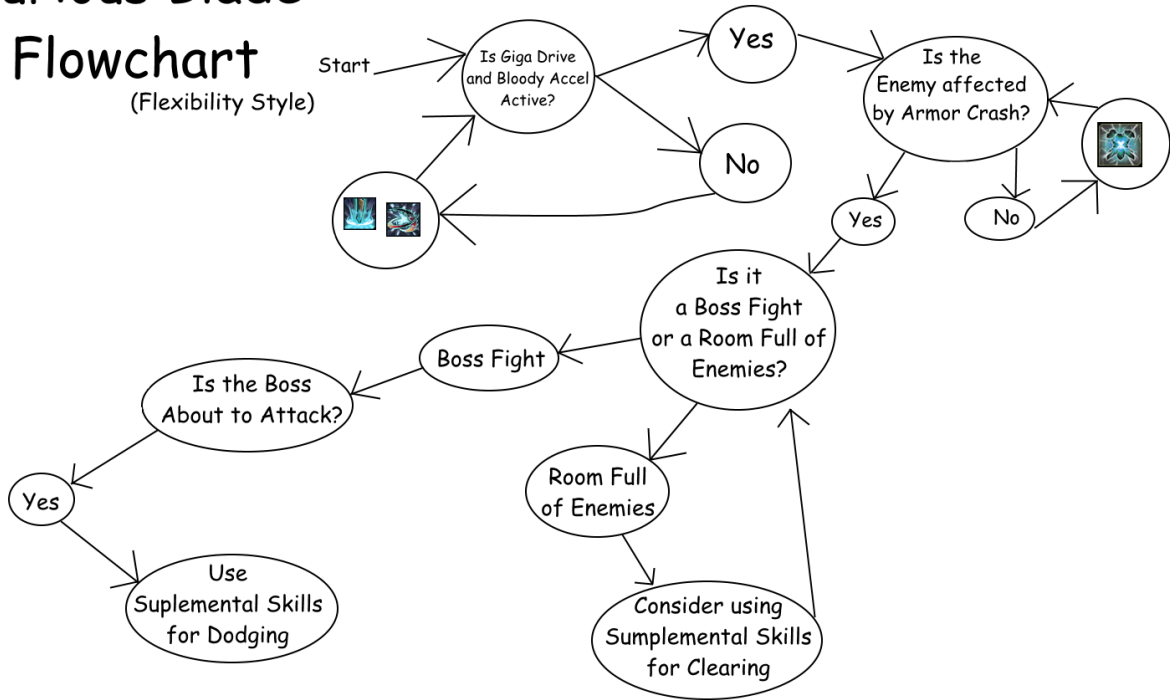 Flowchart
(Flexibility Style)
Start
Is Giga Drive
and Bloody Accel
Active?
Yes
No
Is the
Enemy affected
by Armor Crash?
Yes
No
Is it
a Boss Fight
or a Room Full of
Enemies?
Boss Fight
Is the Boss
About to Attack?
Yes
Use
Suplemental Skills
for Dodging
Room Full
of Enemies
Consider using
Sumplemental Skills
for Clearing